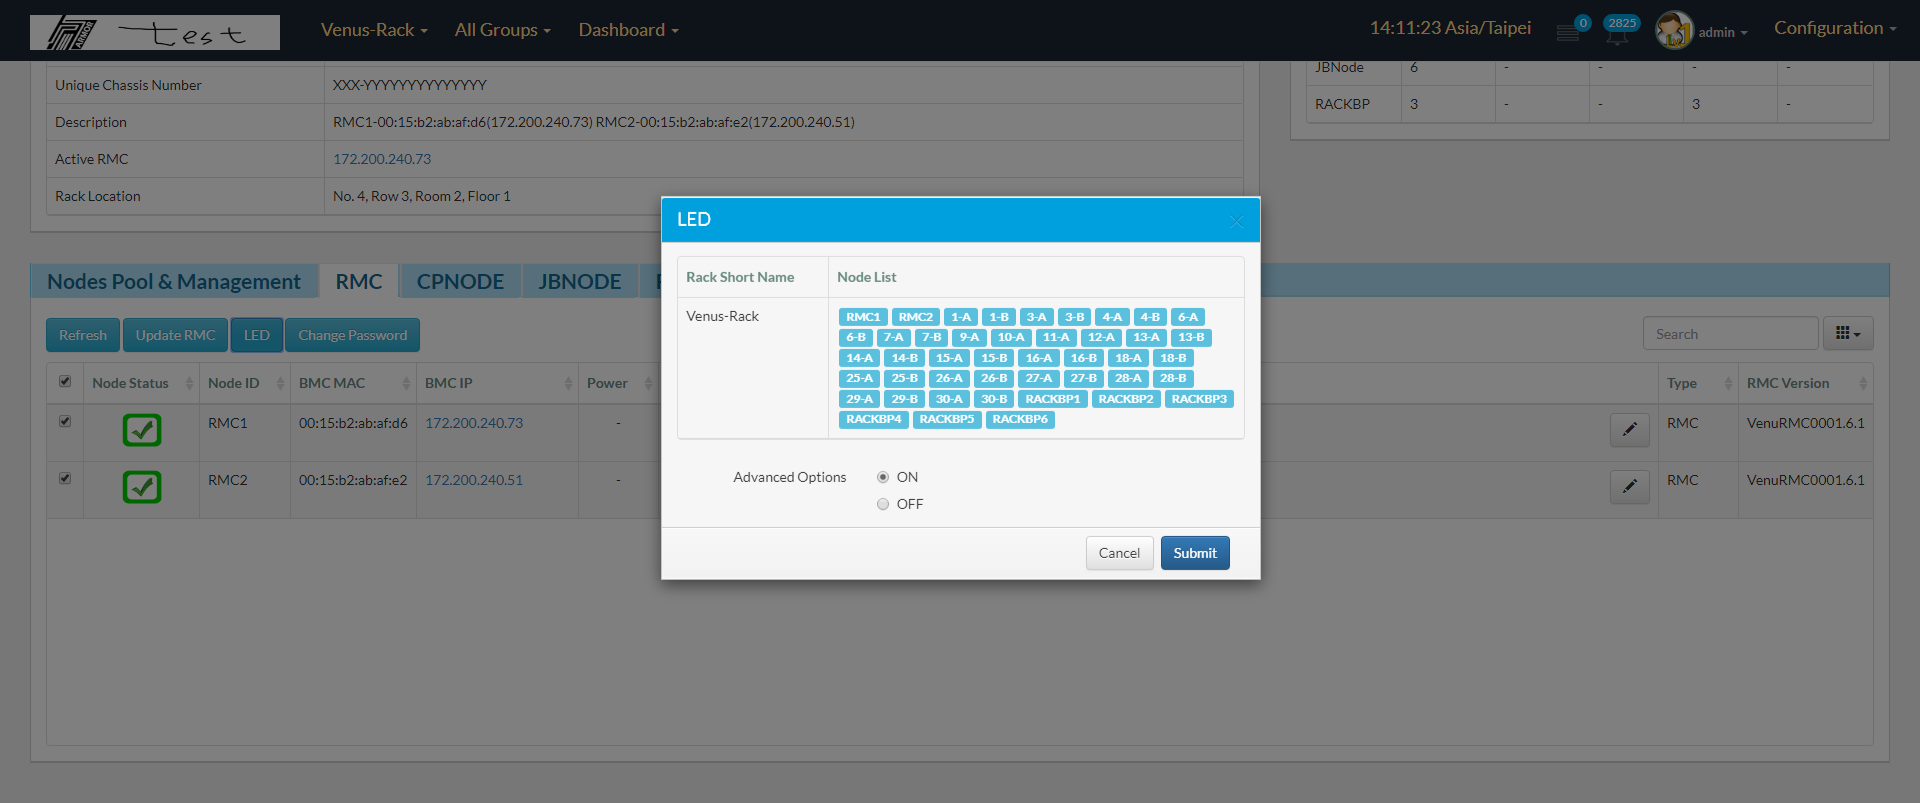 ARMOR test Venus-Rack All Groups Dashboard 14:11:23 Asia/Taipei 0 2825 admin Configuration
JBNode 6 - - - -
Unique Chassis Number XXX-YYYYYYYYYYYYYYY
RACKBP 3 - - 3 -
Description RMC1-00:15:b2:ab:af:d6(172.200.240.73) RMC2-00:15:b2:ab:af:e2(172.200.240.51)
Active RMC 172.200.240.73
Rack Location No. 4, Row 3, Room 2, Floor 1
LED
Rack Short Name Node List
Venus-Rack
RMC1 RMC2 1-A 1-B 3-A 3-B 4-A 4-B 6-A
6-B 7-A 7-B 9-A 10-A 11-A 12-A 13-A 13-B
14-A 14-B 15-A 15-B 16-A 16-B 18-A 18-B
25-A 25-B 26-A 26-B 27-A 27-B 28-A 28-B
29-A 29-B 30-A 30-B RACKBP1 RACKBP2 RACKBP3
RACKBP4 RACKBP5 RACKBP6
Advanced Options ON
OFF
Cancel Submit
Nodes Pool & Management RMC CPNODE JBNODE
Refresh Update RMC LED Change Password Search
Node Status Node ID BMC MAC BMC IP Power Type RMC Version
RMC1 00:15:b2:ab:af:d6 172.200.240.73 - RMC VenuRMC0001.6.1
RMC2 00:15:b2:ab:af:e2 172.200.240.51 - RMC VenuRMC0001.6.1